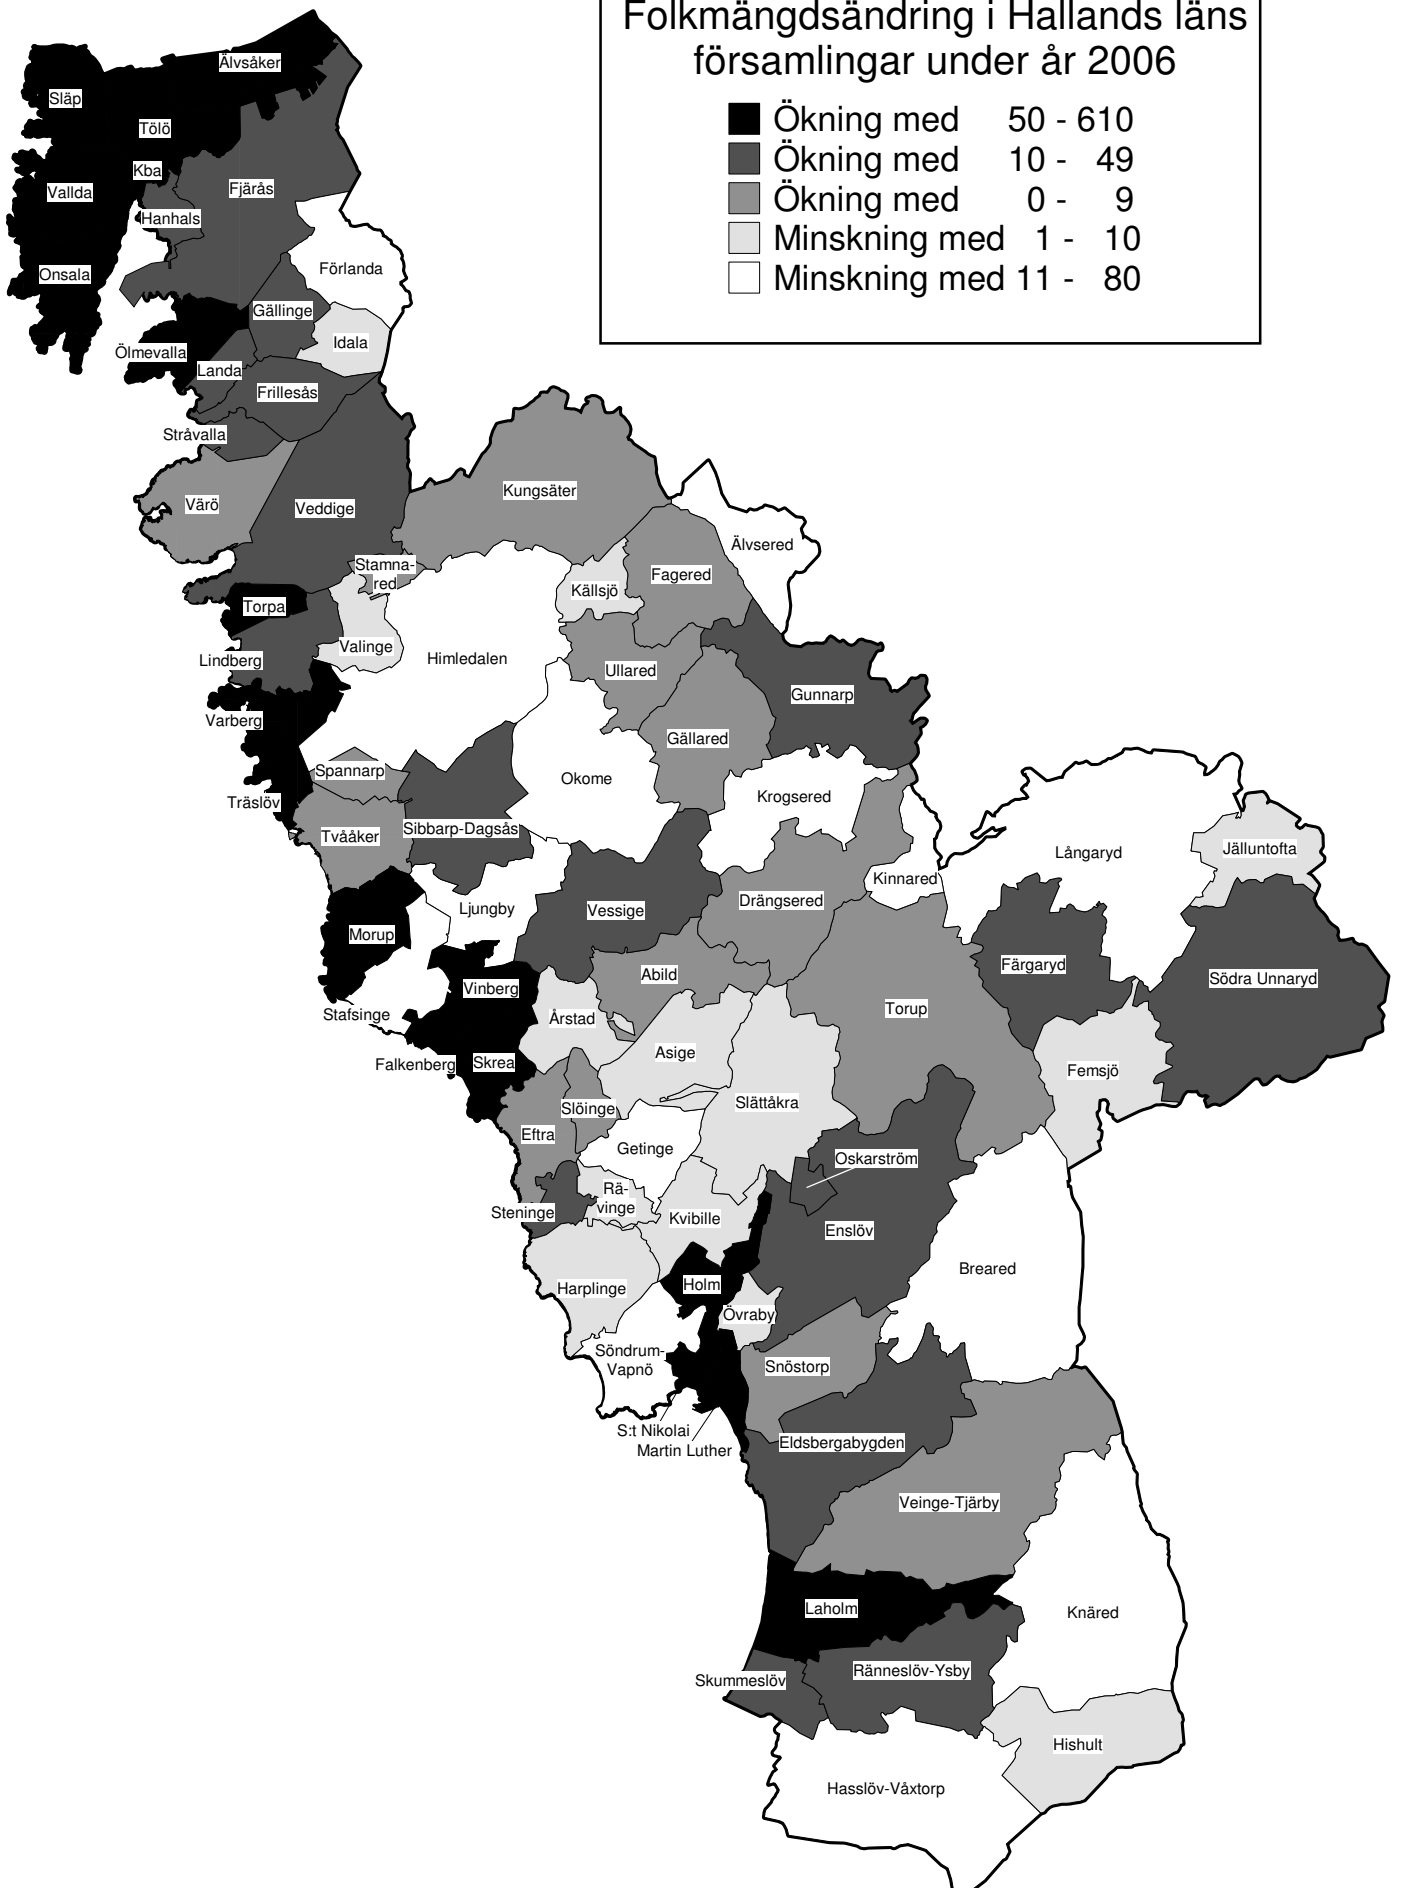 Folkmängdsändring i Hallands läns
församlingar under år 2006
Ökning med 50 - 610
Ökning med 10 - 49
Ökning med 0 - 9
Minskning med 1 - 10
Minskning med 11 - 80
Älvsåker
Släp
Tölö
Kba
Vallda
Fjärås
Hanhals
Onsala
Förlanda
Gällinge
Idala
Ölmevalla
Landa
Frillesås
Stråvalla
Värö
Veddige
Kungsäter
Älvsered
Stamna-
red
Källsjö
Fagered
Torpa
Valinge
Lindberg
Himledalen
Ullared
Gunnarp
Varberg
Gällared
Spannarp
Okome
Krogsered
Träslöv
Tvååker
Sibbarp-Dagsås
Långaryd
Jälluntofta
Kinnared
Drängsered
Ljungby
Vessige
Morup
Färgaryd
Abild
Södra Unnaryd
Vinberg
Torup
Stafsinge
Årstad
Asige
Falkenberg
Skrea
Femsjö
Slättåkra
Slöinge
Eftra
Getinge
Oskarström
Rä-
vinge
Steninge
Kvibille
Enslöv
Breared
Holm
Harplinge
Övraby
Söndrum-
Vapnö
Snöstorp
S:t Nikolai
Martin Luther
Eldsbergabygden
Veinge-Tjärby
Laholm
Knäred
Ränneslöv-Ysby
Skummeslöv
Hishult
Hasslöv-Våxtorp